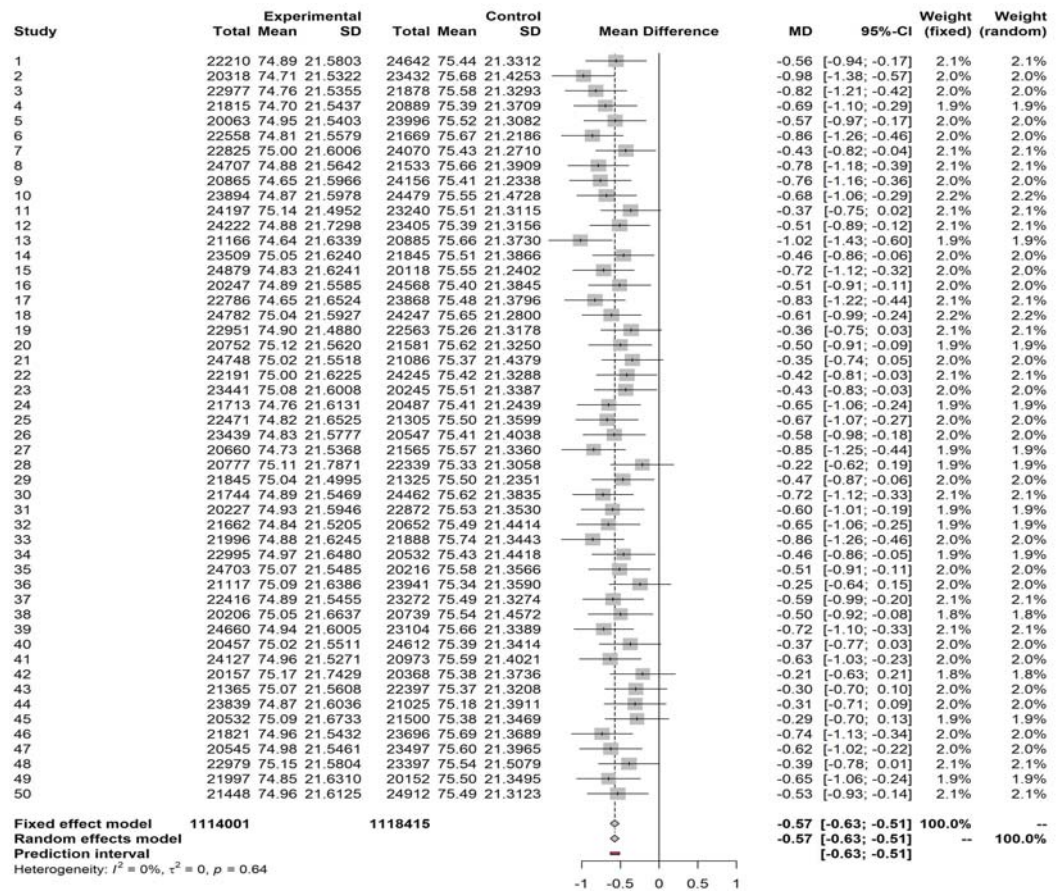 Experimental Control Weight Weight
Study Total Mean SD Total Mean SD Mean Difference MD 95%-CI (fixed) (random)
1 22210 74.89 21.5803 24642 75.44 21.3312 -0.56 [-0.94; -0.17] 2.1% 2.1%
2 20318 74.71 21.5322 23432 75.68 21.4253 -0.98 [-1.38; -0.57] 2.0% 2.0%
3 22977 74.76 21.5355 21878 75.58 21.3293 -0.82 [-1.21; -0.42] 2.0% 2.0%
4 21815 74.70 21.5437 20889 75.39 21.3709 -0.69 [-1.10; -0.29] 1.9% 1.9%
5 20063 74.95 21.5403 23996 75.52 21.3082 -0.57 [-0.97; -0.17] 2.0% 2.0%
6 22558 74.81 21.5579 21669 75.67 21.2186 -0.86 [-1.26; -0.46] 2.0% 2.0%
7 22825 75.00 21.6006 24070 75.43 21.2710 -0.43 [-0.82; -0.04] 2.1% 2.1%
8 24707 74.88 21.5642 21533 75.66 21.3909 -0.78 [-1.18; -0.39] 2.1% 2.1%
9 20865 74.65 21.5966 24156 75.41 21.2338 -0.76 [-1.16; -0.36] 2.0% 2.0%
10 23894 74.87 21.5978 24479 75.55 21.4728 -0.68 [-1.06; -0.29] 2.2% 2.2%
11 24197 75.14 21.4952 23240 75.51 21.3115 -0.37 [-0.75; 0.02] 2.1% 2.1%
12 24222 74.88 21.7298 23405 75.39 21.3156 -0.51 [-0.89; -0.12] 2.1% 2.1%
13 21166 74.64 21.6339 20885 75.66 21.3730 -1.02 [-1.43; -0.60] 1.9% 1.9%
14 23509 75.05 21.6240 21845 75.51 21.3866 -0.46 [-0.86; -0.06] 2.0% 2.0%
15 24879 74.83 21.6241 20118 75.55 21.2402 -0.72 [-1.12; -0.32] 2.0% 2.0%
16 20247 74.89 21.5585 24568 75.40 21.3845 -0.51 [-0.91; -0.11] 2.0% 2.0%
17 22786 74.65 21.6524 23868 75.48 21.3796 -0.83 [-1.22; -0.44] 2.1% 2.1%
18 24782 75.04 21.5927 24247 75.65 21.2800 -0.61 [-0.99; -0.24] 2.2% 2.2%
19 22951 74.90 21.4880 22563 75.26 21.3178 -0.36 [-0.75; 0.03] 2.1% 2.1%
20 20752 75.12 21.5620 21581 75.62 21.3250 -0.50 [-0.91; -0.09] 1.9% 1.9%
21 24748 75.02 21.5518 21086 75.37 21.4379 -0.35 [-0.74; 0.05] 2.0% 2.0%
22 22191 75.00 21.6225 24245 75.42 21.3288 -0.42 [-0.81; -0.03] 2.1% 2.1%
23 23441 75.08 21.6008 20245 75.51 21.3387 -0.43 [-0.83; -0.03] 2.0% 2.0%
24 21713 74.76 21.6131 20487 75.41 21.2439 -0.65 [-1.06; -0.24] 1.9% 1.9%
25 22471 74.82 21.6525 21305 75.50 21.3599 -0.67 [-1.07; -0.27] 2.0% 2.0%
26 23439 74.83 21.5777 20547 75.41 21.4038 -0.58 [-0.98; -0.18] 2.0% 2.0%
27 20660 74.73 21.5368 21565 75.57 21.3360 -0.85 [-1.25; -0.44] 1.9% 1.9%
28 20777 75.11 21.7871 22339 75.33 21.3058 -0.22 [-0.62; 0.19] 1.9% 1.9%
29 21845 75.04 21.4995 21325 75.50 21.2351 -0.47 [-0.87; -0.06] 2.0% 2.0%
30 21744 74.89 21.5469 24462 75.62 21.3835 -0.72 [-1.12; -0.33] 2.1% 2.1%
31 20227 74.93 21.5946 22872 75.53 21.3530 -0.60 [-1.01; -0.19] 1.9% 1.9%
32 21662 74.84 21.5205 20652 75.49 21.4414 -0.65 [-1.06; -0.25] 1.9% 1.9%
33 21996 74.88 21.6245 21888 75.74 21.3443 -0.86 [-1.26; -0.46] 2.0% 2.0%
34 22995 74.97 21.6480 20532 75.43 21.4418 -0.46 [-0.86; -0.05] 1.9% 1.9%
35 24703 75.07 21.5485 20216 75.58 21.3566 -0.51 [-0.91; -0.11] 2.0% 2.0%
36 21117 75.09 21.6386 23941 75.34 21.3590 -0.25 [-0.64; 0.15] 2.0% 2.0%
37 22416 74.89 21.5455 23272 75.49 21.3274 -0.59 [-0.99; -0.20] 2.1% 2.1%
38 20206 75.05 21.6637 20739 75.54 21.4572 -0.50 [-0.92; -0.08] 1.8% 1.8%
39 24660 74.94 21.6005 23104 75.66 21.3389 -0.72 [-1.10; -0.33] 2.1% 2.1%
40 20457 75.02 21.5511 24612 75.39 21.3414 -0.37 [-0.77; 0.03] 2.0% 2.0%
41 24127 74.96 21.5271 20973 75.59 21.4021 -0.63 [-1.03; -0.23] 2.0% 2.0%
42 20157 75.17 21.7429 20368 75.38 21.3736 -0.21 [-0.63; 0.21] 1.8% 1.8%
43 21365 75.07 21.5608 22397 75.37 21.3208 -0.30 [-0.70; 0.10] 2.0% 2.0%
44 23839 74.87 21.6036 21025 75.18 21.3911 -0.31 [-0.71; 0.09] 2.0% 2.0%
45 20532 75.09 21.6733 21500 75.38 21.3469 -0.29 [-0.70; 0.13] 1.9% 1.9%
46 21821 74.96 21.5432 23696 75.69 21.3689 -0.74 [-1.13; -0.34] 2.1% 2.1%
47 20545 74.98 21.5461 23497 75.60 21.3965 -0.62 [-1.02; -0.22] 2.0% 2.0%
48 22979 75.15 21.5804 23397 75.54 21.5079 -0.39 [-0.78; 0.01] 2.1% 2.1%
49 21997 74.85 21.6310 20152 75.50 21.3495 -0.65 [-1.06; -0.24] 1.9% 1.9%
50 21448 74.96 21.6125 24912 75.49 21.3123 -0.53 [-0.93; -0.14] 2.1% 2.1%
Fixed effect model 1114001 1118415 -0.57 [-0.63; -0.51] 100.0% --
Random effects model -0.57 [-0.63; -0.51] -- 100.0%
Prediction interval [-0.63; -0.51]
Heterogeneity: I² = 0%, τ² = 0, p = 0.64
-1 -0.5 0 0.5 1